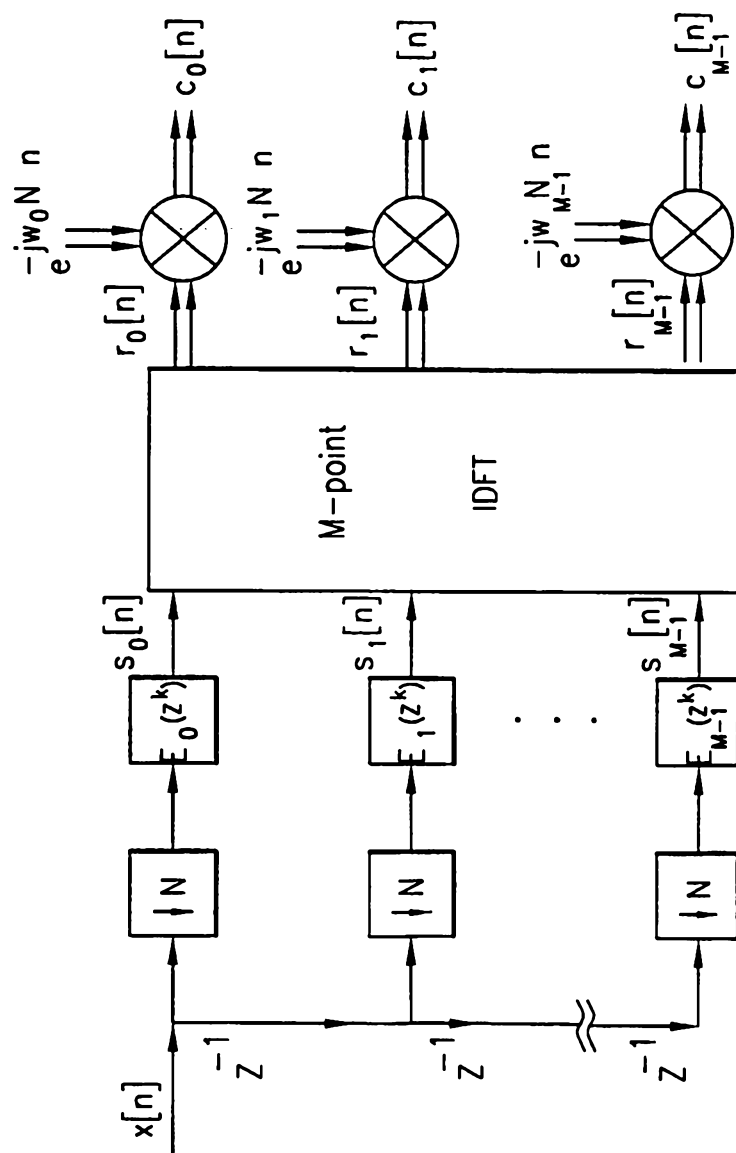 x[n]
z^-1
z^-1
z^-1
↓N
↓N
↓N
E_0(z^k)
E_1(z^k)
. . .
E_M-1(z^k)
s_0[n]
s_1[n]
s_M-1[n]
M-point
IDFT
r_0[n]
r_1[n]
r_M-1[n]
e^-jw_0 N n
e^-jw_1 N n
e^-jw_M-1 N n
c_0[n]
c_1[n]
c_M-1[n]